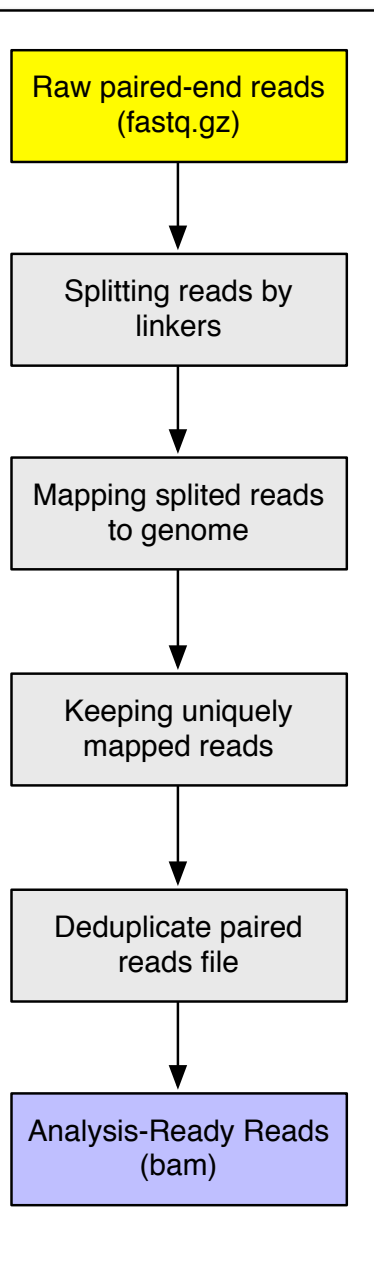 Raw paired-end reads
(fastq.gz)
Splitting reads by
linkers
Mapping splited reads
to genome
Keeping uniquely
mapped reads
Deduplicate paired
reads file
Analysis-Ready Reads
(bam)